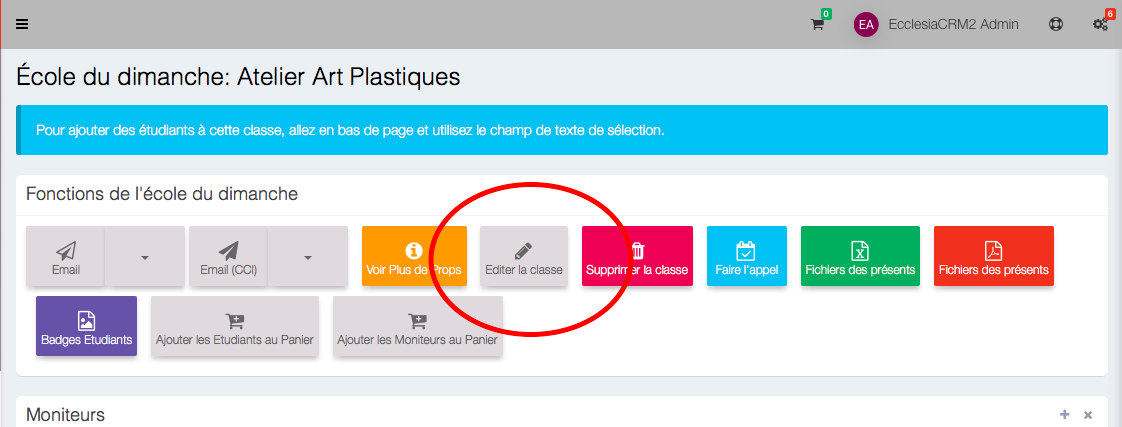 0
EA
EcclesiaCRM2 Admin
6
École du dimanche: Atelier Art Plastiques
Pour ajouter des étudiants à cette classe, allez en bas de page et utilisez le champ de texte de sélection.
Fonctions de l'école du dimanche
Email
Email (CCI)
Voir Plus de Props
Editer la classe
Supprimer la classe
Faire l'appel
Fichiers des présents
Fichiers des présents
Badges Etudiants
Ajouter les Etudiants au Panier
Ajouter les Moniteurs au Panier
Moniteurs